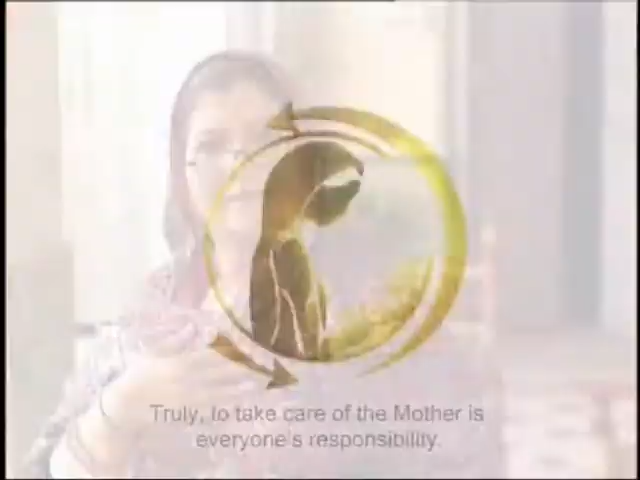 Truly, to take care of the Mother is
everyone's responsibility.